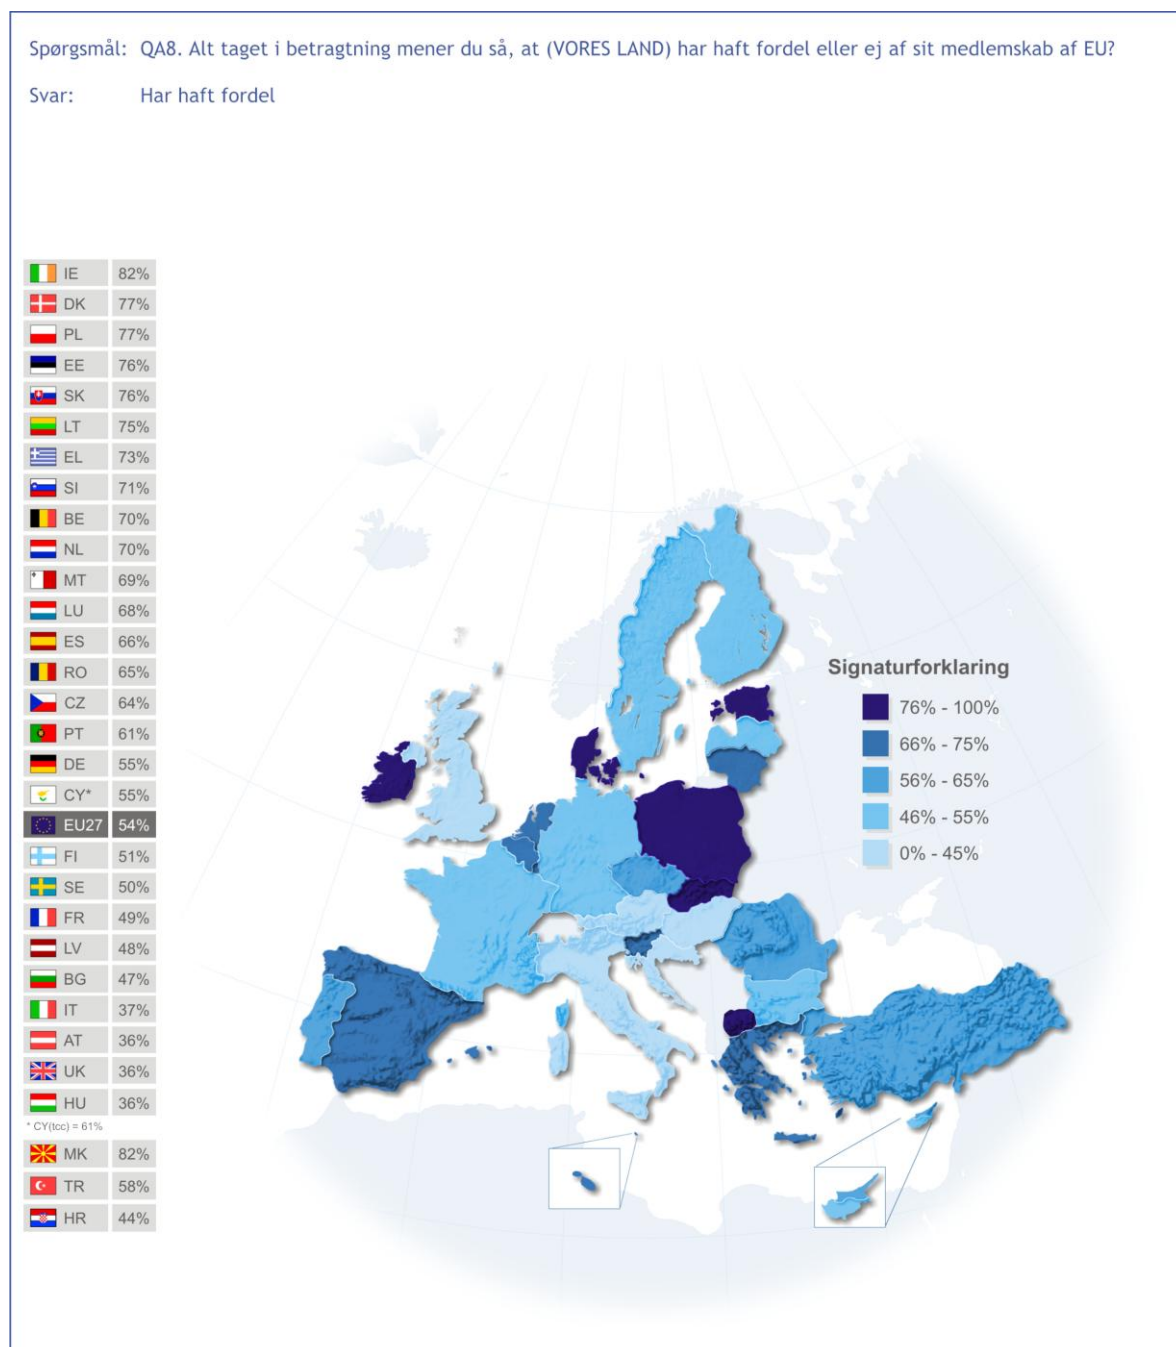 Spørgsmål: QA8. Alt taget i betragtning mener du så, at (VORES LAND) har haft fordel eller ej af sit medlemskab af EU?
Svar: Har haft fordel
IE 82%
DK 77%
PL 77%
EE 76%
SK 76%
LT 75%
EL 73%
SI 71%
BE 70%
NL 70%
MT 69%
LU 68%
ES 66%
RO 65%
CZ 64%
PT 61%
DE 55%
CY* 55%
EU27 54%
FI 51%
SE 50%
FR 49%
LV 48%
BG 47%
IT 37%
AT 36%
UK 36%
HU 36%
* CY(tcc) = 61%
MK 82%
TR 58%
HR 44%
Signaturforklaring
76% - 100%
66% - 75%
56% - 65%
46% - 55%
0% - 45%